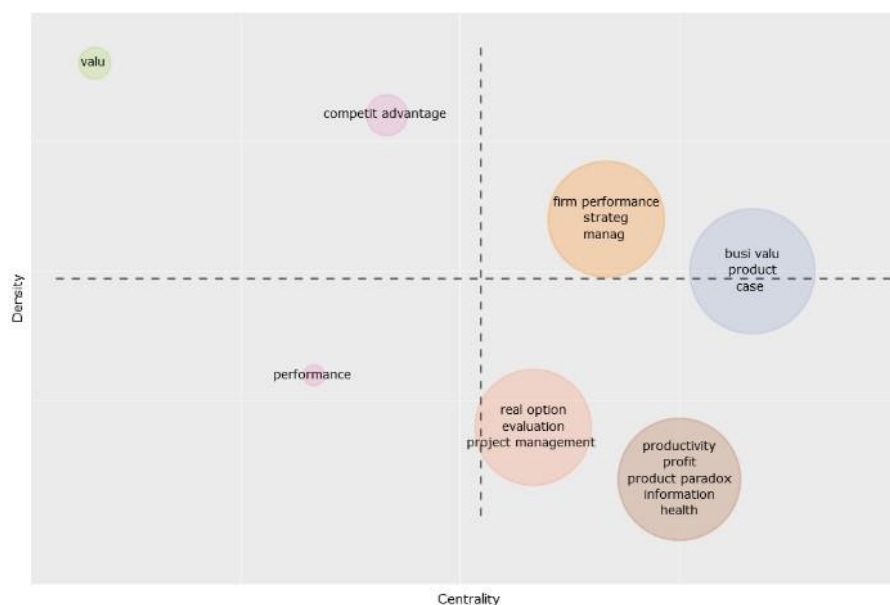 valu
competit advantage
firm performance
strateg
manag
busi valu
product
case
Density
performance
real option
evaluation
project management
productivity
profit
product paradox
information
health
Centrality